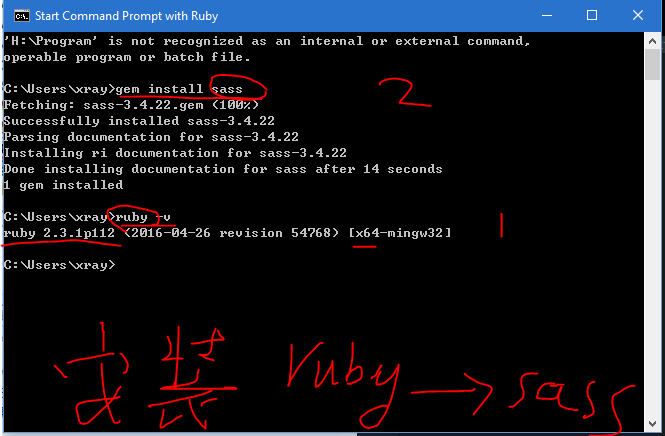 Start Command Prompt with Ruby
'H:\Program' is not recognized as an internal or external command,
operable program or batch file.
C:\Users\xray>gem install sass
2
Fetching: sass-3.4.22.gem (100%)
Successfully installed sass-3.4.22
Parsing documentation for sass-3.4.22
Installing ri documentation for sass-3.4.22
Done installing documentation for sass after 14 seconds
1 gem installed
C:\Users\xray>ruby -v
ruby 2.3.1p112 (2016-04-26 revision 54768) [x64-mingw32]
1
C:\Users\xray>
安装 Ruby → sass